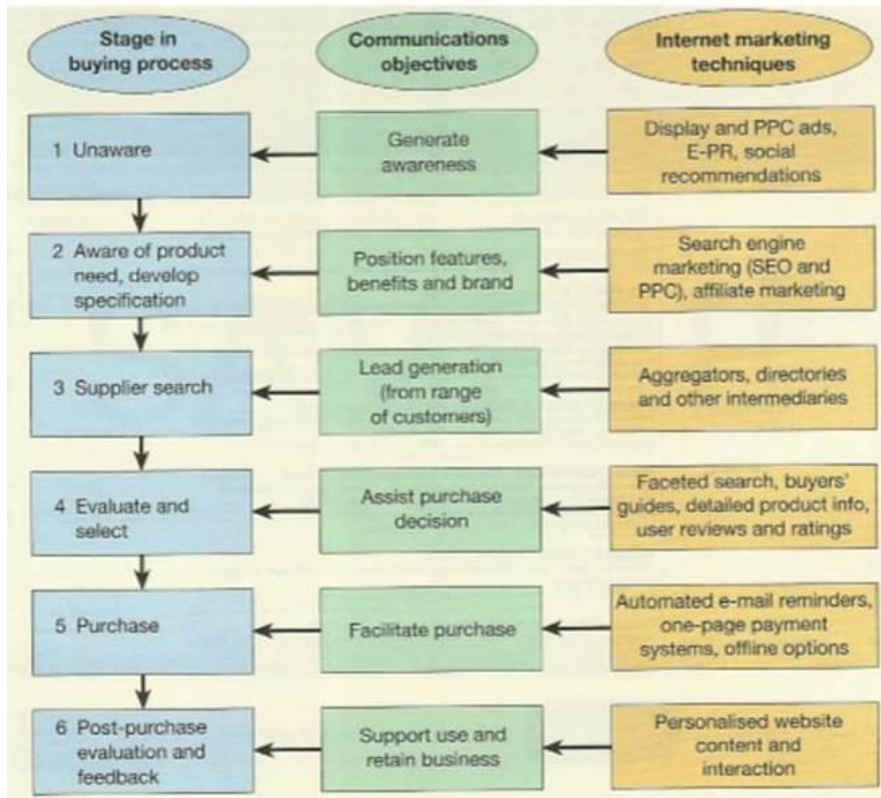 Stage in
buying process
Communications
objectives
Internet marketing
techniques
1 Unaware
Generate
awareness
Display and PPC ads,
E-PR, social
recommendations
2 Aware of product
need, develop
specification
Position features,
benefits and brand
Search engine
marketing (SEO and
PPC), affiliate marketing
3 Supplier search
Lead generation
(from range
of customers)
Aggregators, directories
and other intermediaries
4 Evaluate and
select
Assist purchase
decision
Faceted search, buyers'
guides, detailed product info,
user reviews and ratings
5 Purchase
Facilitate purchase
Automated e-mail reminders,
one-page payment
systems, offline options
6 Post-purchase
evaluation and
feedback
Support use and
retain business
Personalised website
content and
interaction